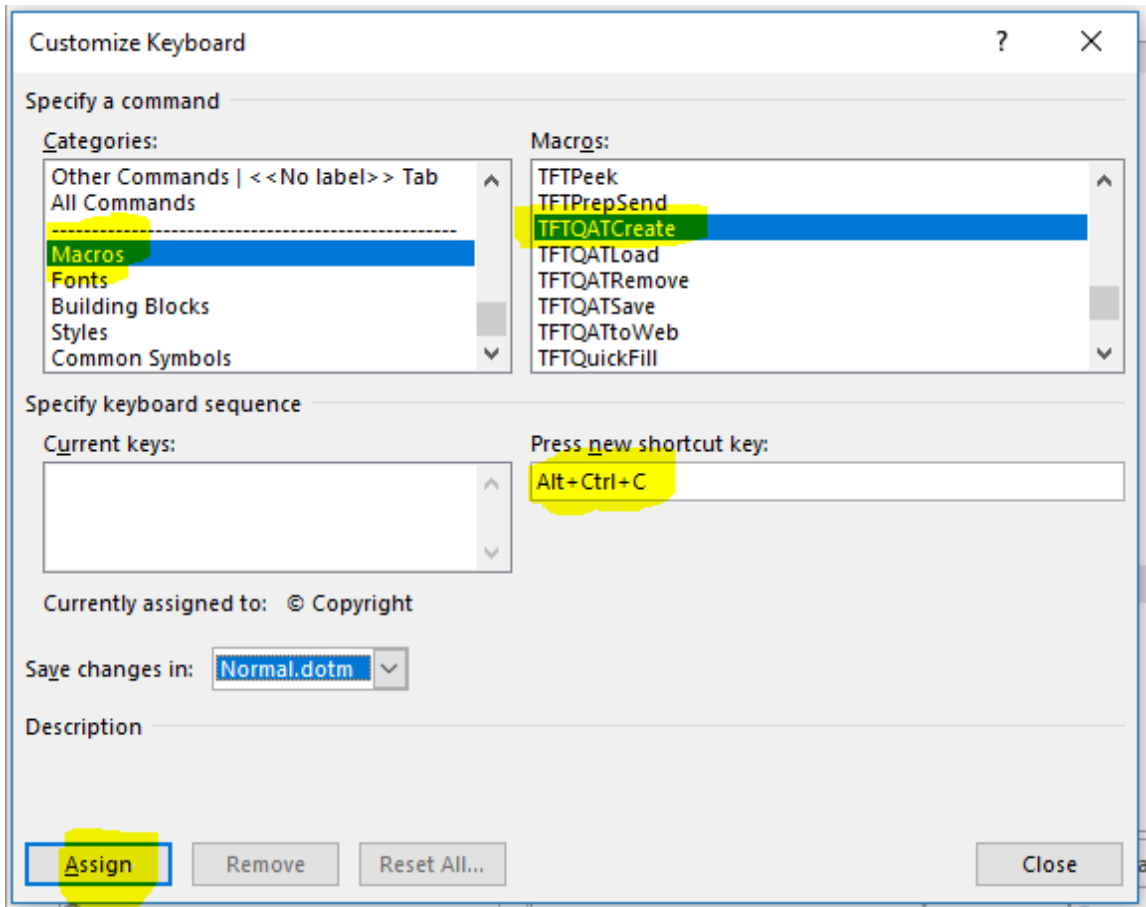 Customize Keyboard
?
Specify a command
Categories:
Other Commands | <<No label>> Tab
All Commands
---------------------------------------------------
Macros
Fonts
Building Blocks
Styles
Common Symbols
Macros:
TFTPeek
TFTPrepSend
TFTQATCreate
TFTQATLoad
TFTQATRemove
TFTQATSave
TFTQATtoWeb
TFTQuickFill
Specify keyboard sequence
Current keys:
Press new shortcut key:
Alt+Ctrl+C
Currently assigned to: © Copyright
Save changes in: Normal.dotm
Description
Assign Remove Reset All... Close